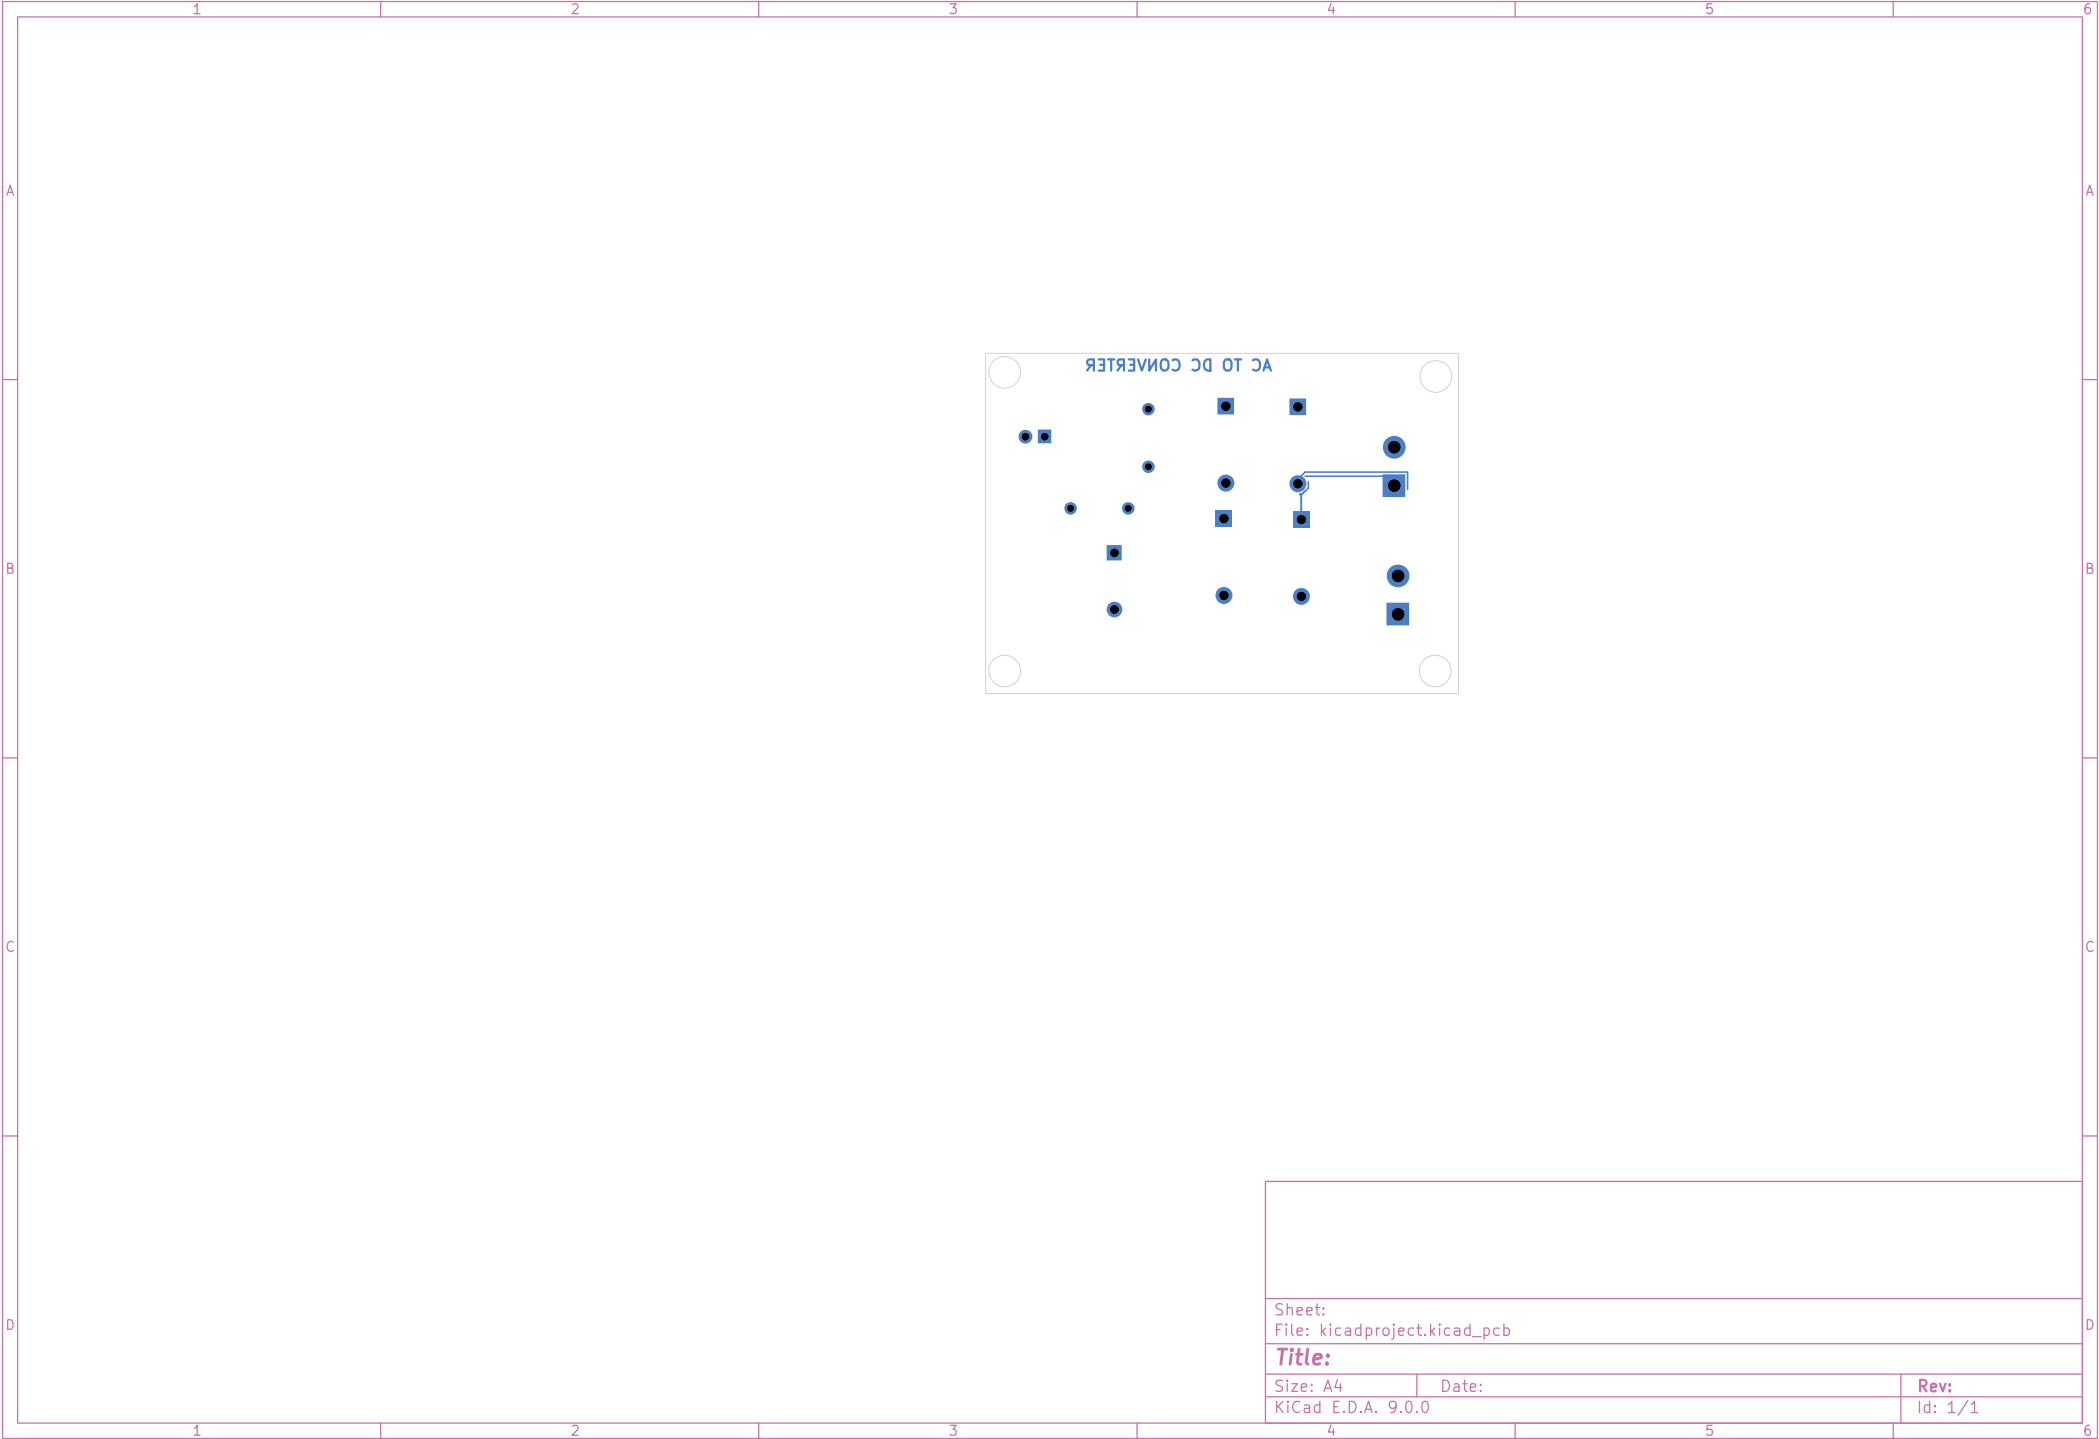 1 2 3 4 5 6
AC TO DC CONVERTER
A A
B B
C C
D D
Sheet:
File: kicadproject.kicad_pcb
Title:
Size: A4 Date: Rev:
KiCad E.D.A. 9.0.0 Id: 1/1
1 2 3 4 5 6